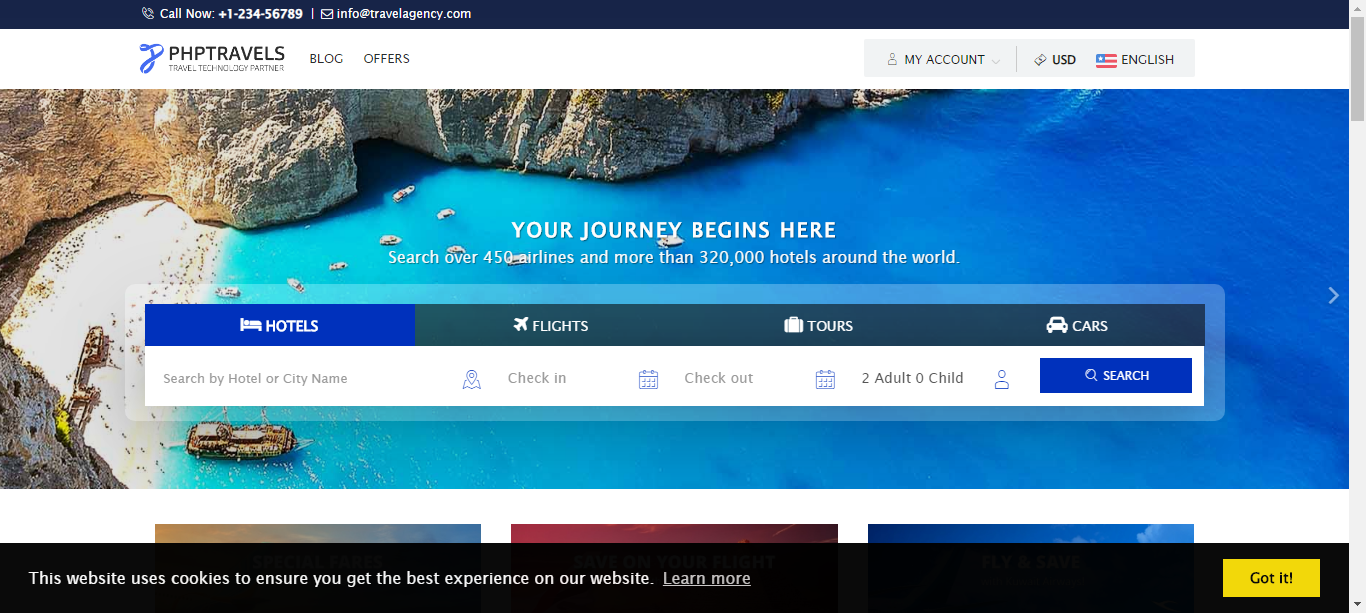 Call Now: +1-234-56789 | info@travelagency.com
PHPTRAVELS
TRAVEL TECHNOLOGY PARTNER
BLOG OFFERS
MY ACCOUNT USD ENGLISH
YOUR JOURNEY BEGINS HERE
Search over 450 airlines and more than 320,000 hotels around the world.
HOTELS FLIGHTS TOURS CARS
Search by Hotel or City Name Check in Check out 2 Adult 0 Child SEARCH
SPECIAL FARES SAVE ON YOUR FLIGHT FLY & SAVE
This website uses cookies to ensure you get the best experience on our website. Learn more Got it!